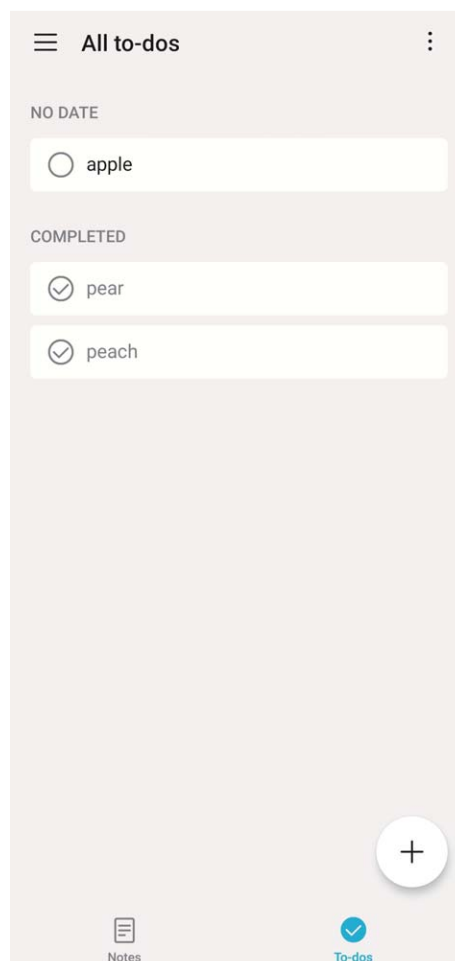 All to-dos
NO DATE
apple
COMPLETED
pear
peach
Notes
To-dos